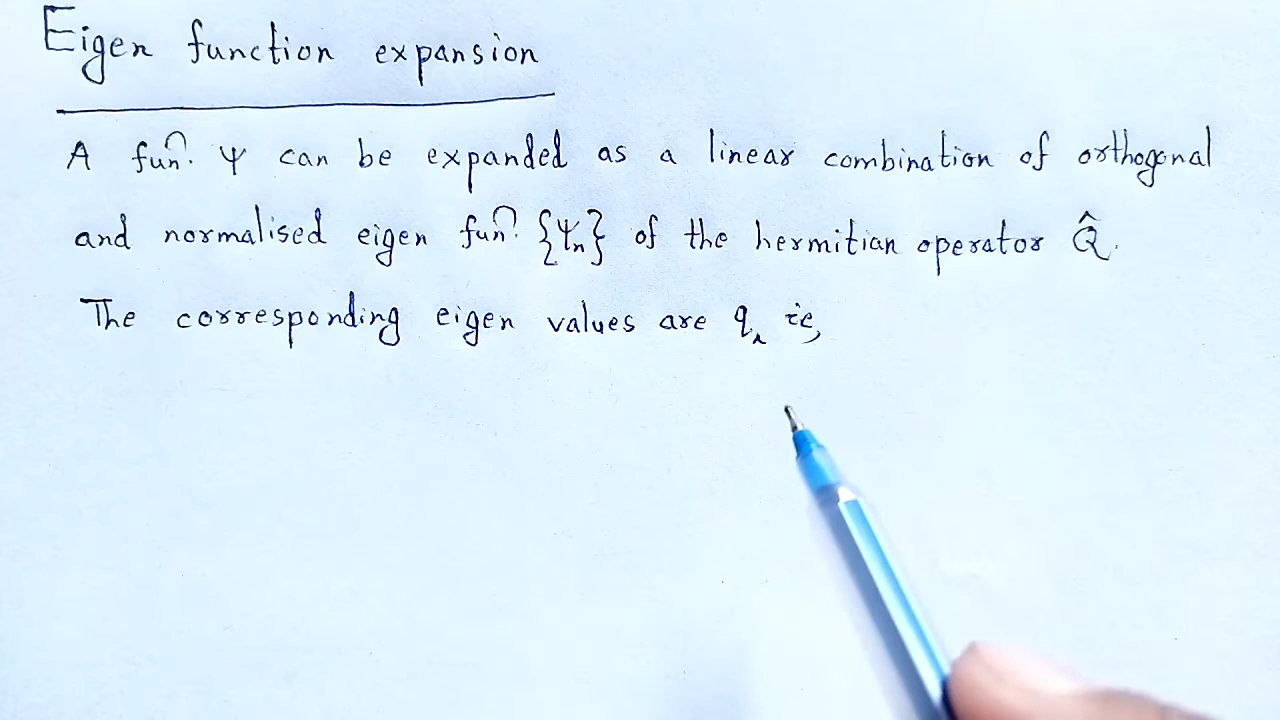 Eigen function expansion
A fun. ψ can be expanded as a linear combination of orthogonal
and normalised eigen fun. {ψₙ} of the hermitian operator Q̂.
The corresponding eigen values are qₙ ie,